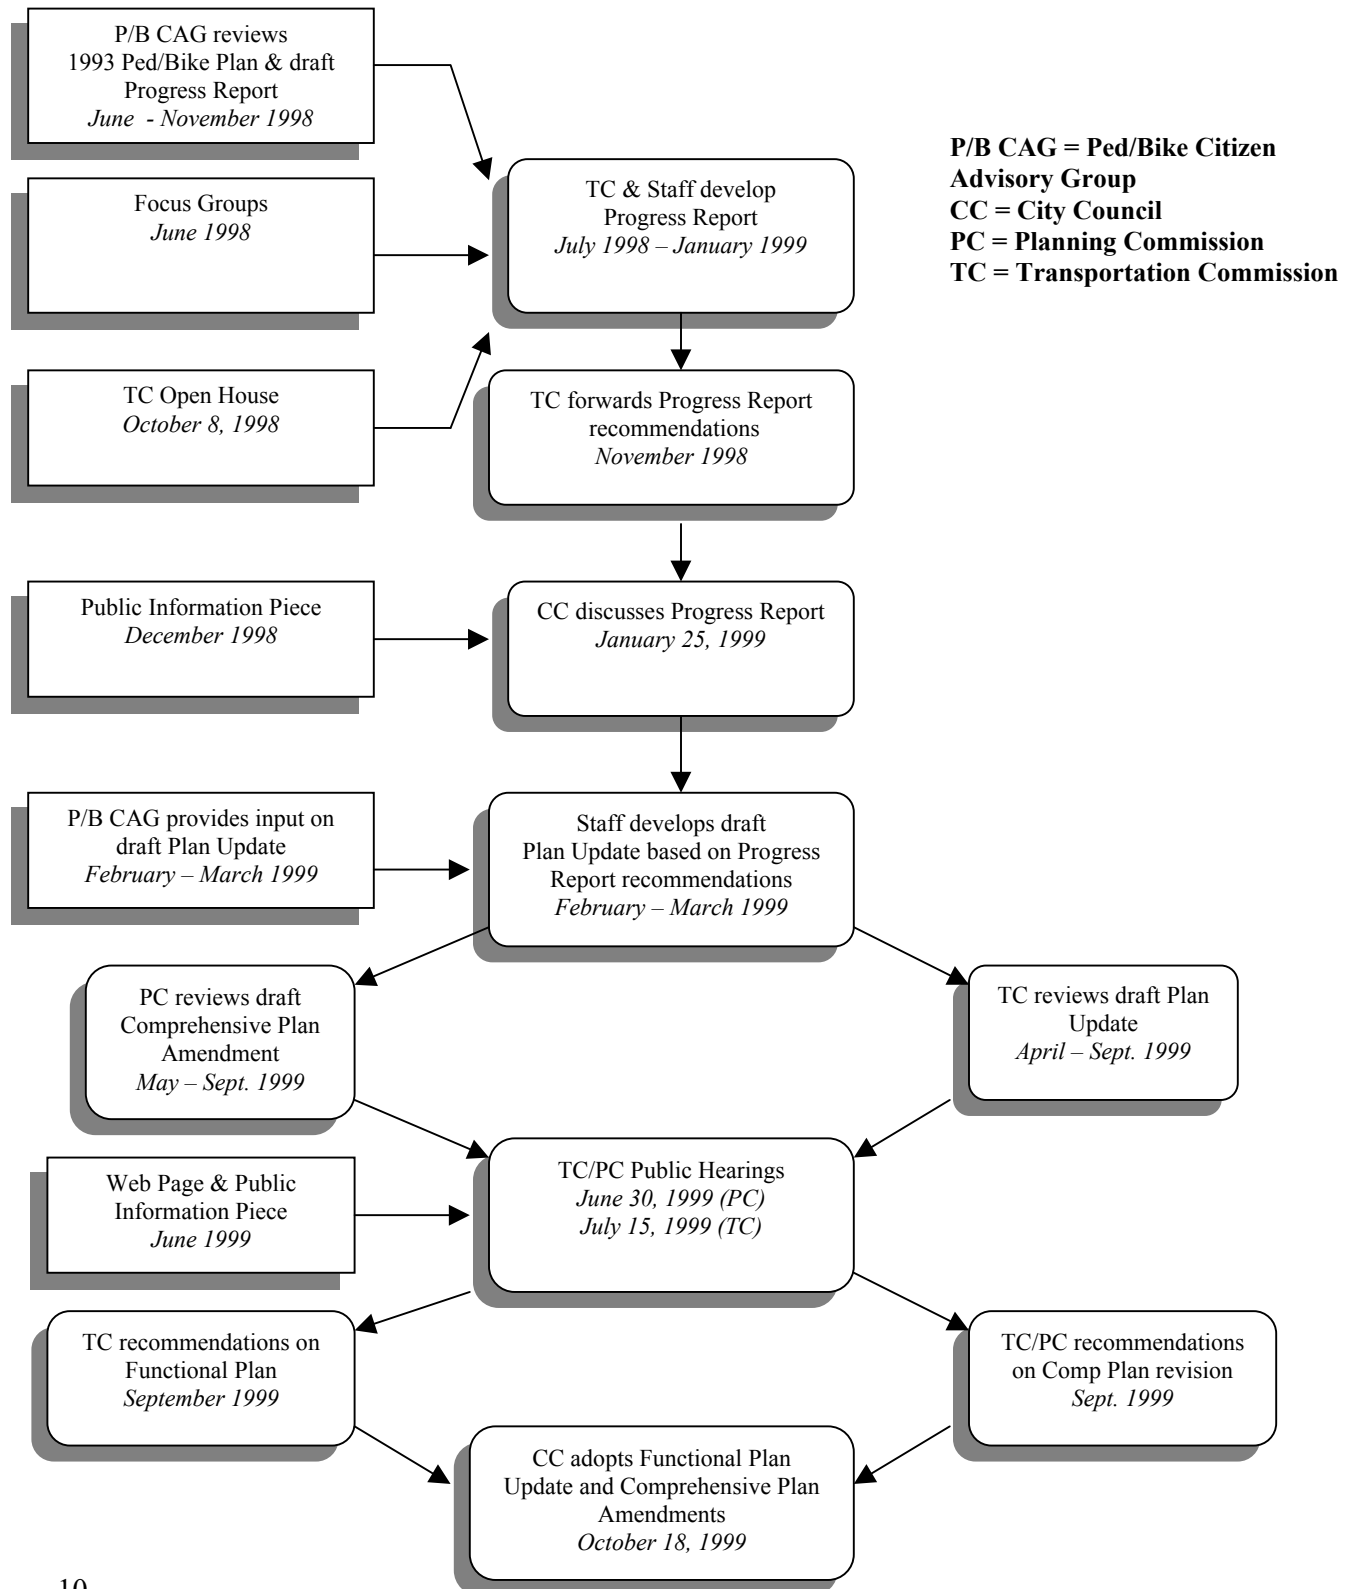 P/B CAG reviews
1993 Ped/Bike Plan & draft
Progress Report
June - November 1998
Focus Groups
June 1998
TC Open House
October 8, 1998
TC & Staff develop
Progress Report
July 1998 – January 1999
P/B CAG = Ped/Bike Citizen
Advisory Group
CC = City Council
PC = Planning Commission
TC = Transportation Commission
TC forwards Progress Report
recommendations
November 1998
Public Information Piece
December 1998
CC discusses Progress Report
January 25, 1999
P/B CAG provides input on
draft Plan Update
February – March 1999
Staff develops draft
Plan Update based on Progress
Report recommendations
February – March 1999
PC reviews draft
Comprehensive Plan
Amendment
May – Sept. 1999
TC reviews draft Plan
Update
April – Sept. 1999
Web Page & Public
Information Piece
June 1999
TC/PC Public Hearings
June 30, 1999 (PC)
July 15, 1999 (TC)
TC recommendations on
Functional Plan
September 1999
TC/PC recommendations
on Comp Plan revision
Sept. 1999
CC adopts Functional Plan
Update and Comprehensive Plan
Amendments
October 18, 1999
10